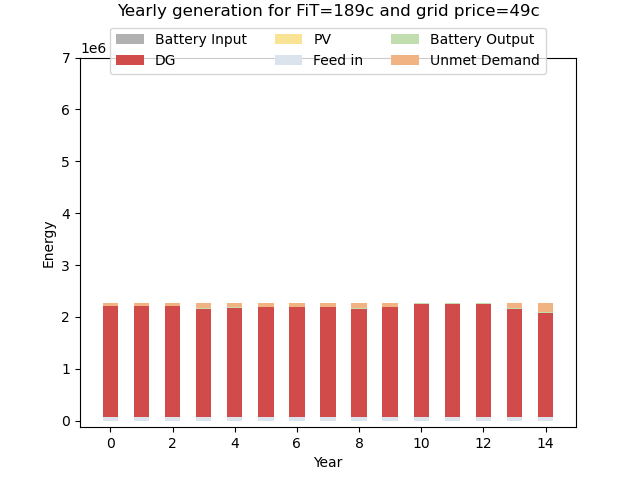 Yearly generation for FiT=189c and grid price=49c
1e6
Battery Input PV Battery Output
DG Feed in Unmet Demand
7
6
5
4
3
2
1
0
Energy
0 2 4 6 8 10 12 14
Year